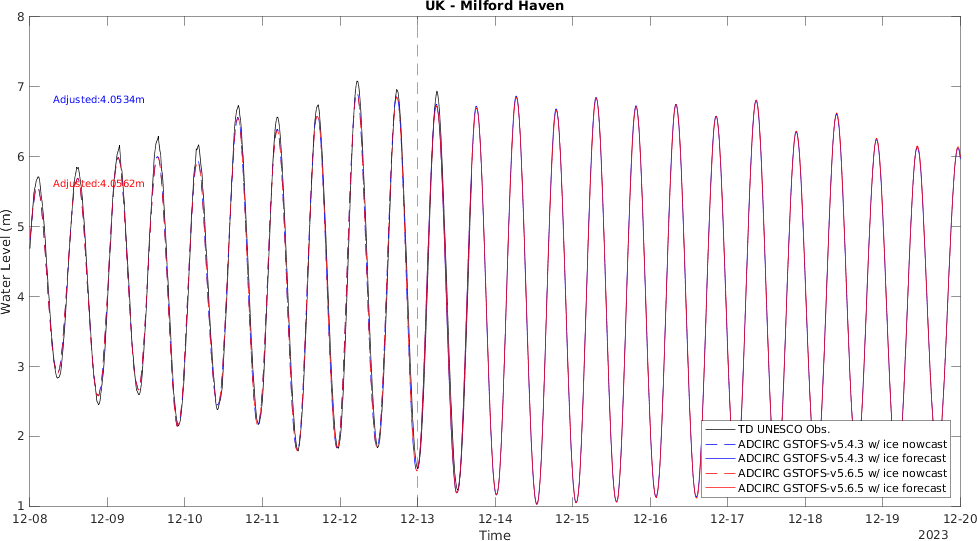 UK - Milford Haven
8
7
6
5
4
3
2
1
Water Level (m)
Adjusted:4.0534m
Adjusted:4.0562m
TD UNESCO Obs.
ADCIRC GSTOFS-v5.4.3 w/ ice nowcast
ADCIRC GSTOFS-v5.4.3 w/ ice forecast
ADCIRC GSTOFS-v5.6.5 w/ ice nowcast
ADCIRC GSTOFS-v5.6.5 w/ ice forecast
12-08 12-09 12-10 12-11 12-12 12-13 12-14 12-15 12-16 12-17 12-18 12-19 12-20
Time
2023